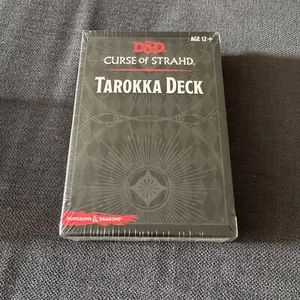 AGE 12+
D&D
CURSE OF STRAHD
TAROKKA DECK
DUNGEONS & DRAGONS